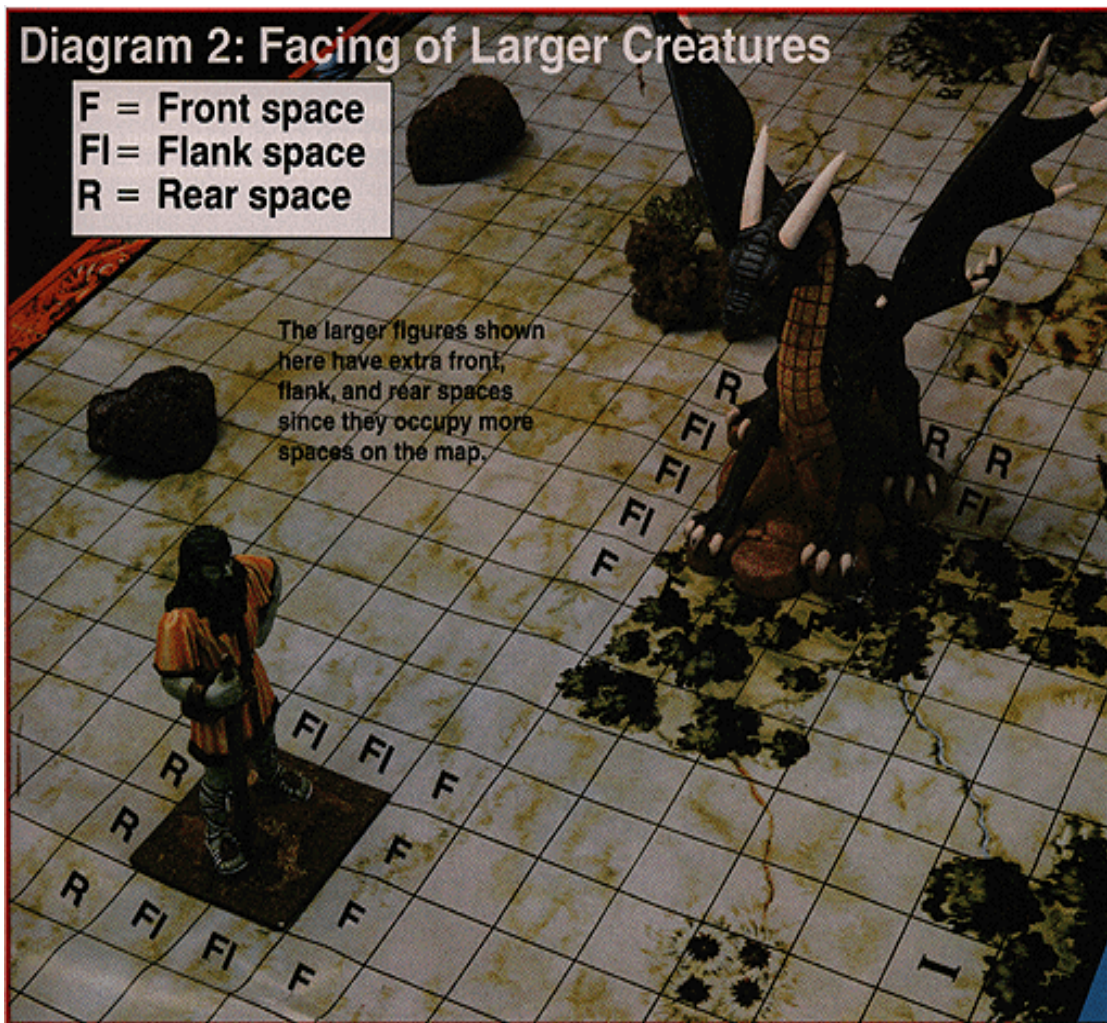 Diagram 2: Facing of Larger Creatures
F = Front space
Fl = Flank space
R = Rear space
The larger figures shown
here have extra front,
flank, and rear spaces
since they occupy more
spaces on the map.
R
Fl
Fl
Fl
F
R R
Fl
Fl Fl F
R
R
F
F
R Fl Fl F
I